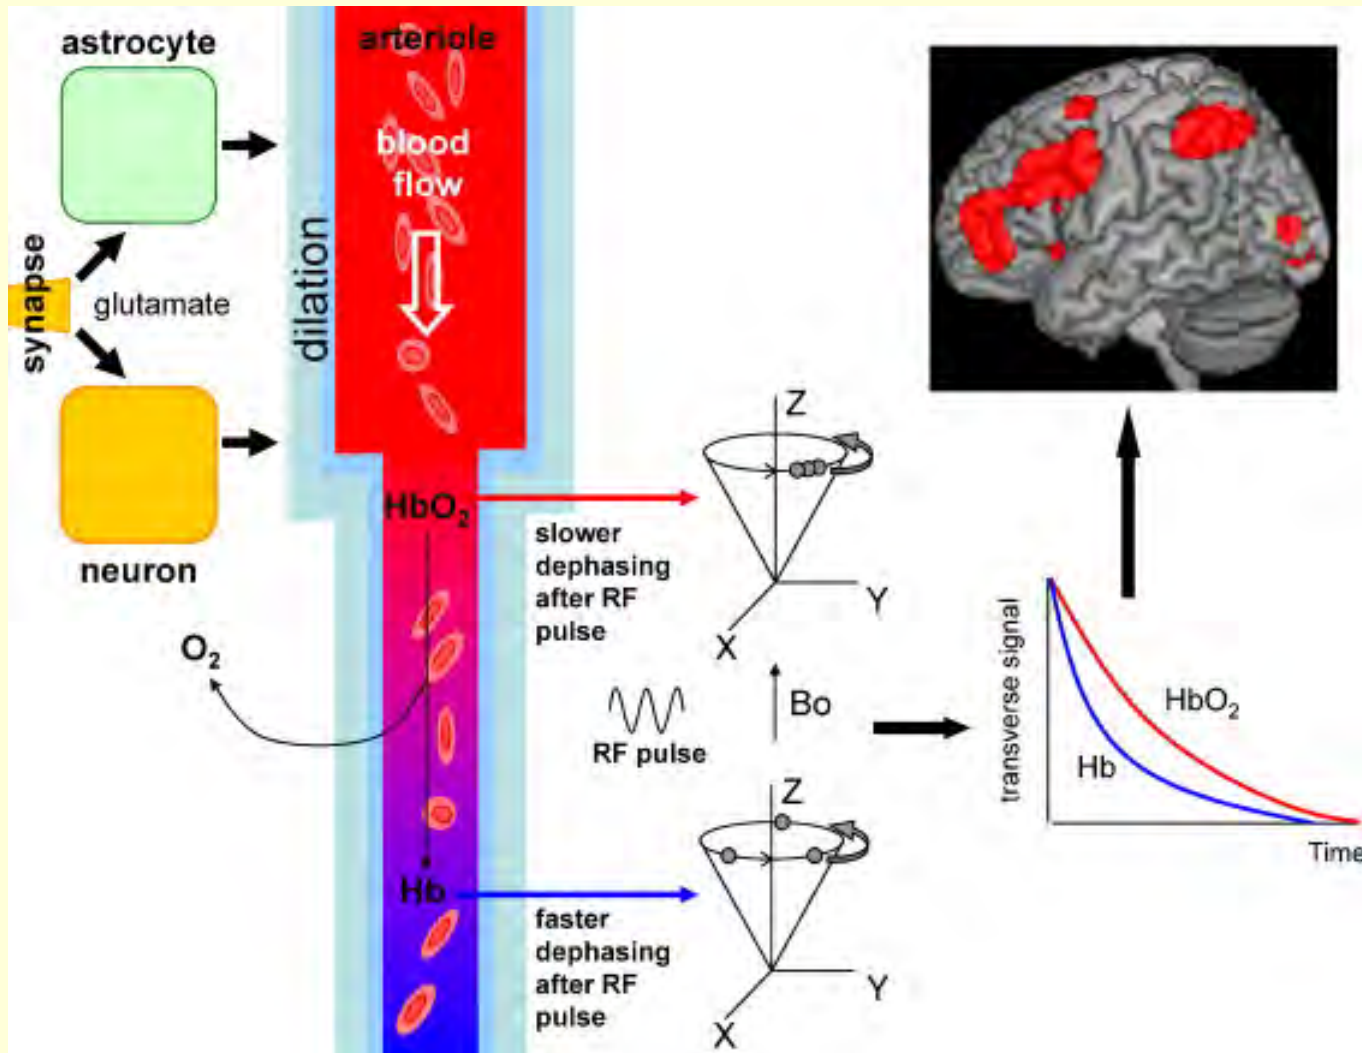 astrocyte
arteriole
blood
flow
synapse
glutamate
dilation
neuron
O₂
HbO₂
slower
dephasing
after RF
pulse
Z
Y
X
RF pulse
Bo
Hb
faster
dephasing
after RF
pulse
Z
Y
X
transverse signal
HbO₂
Hb
Time